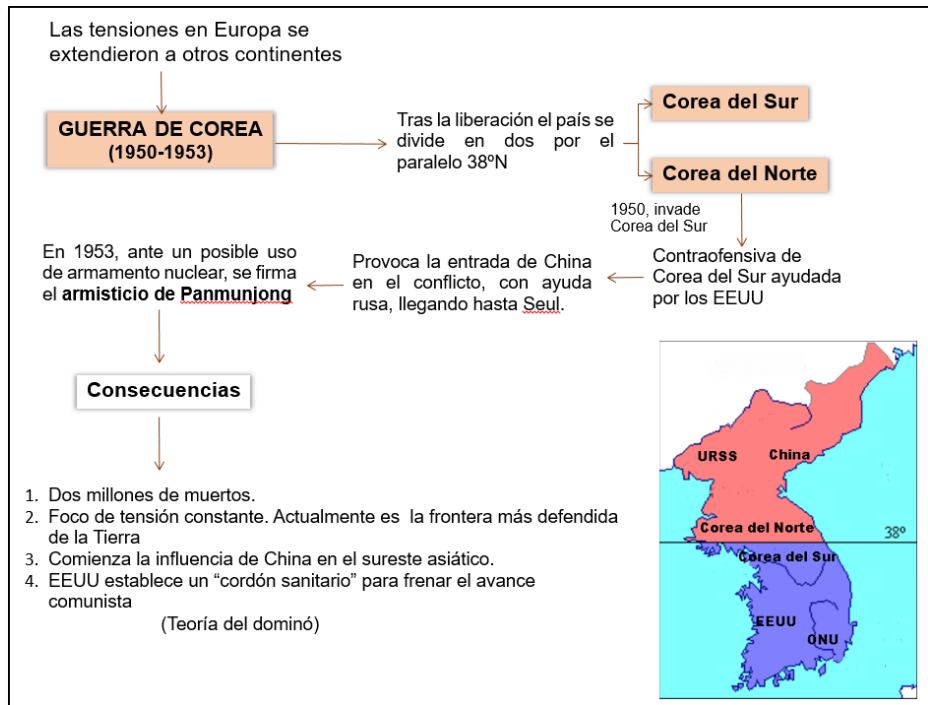 Las tensiones en Europa se
extendieron a otros continentes
GUERRA DE COREA
(1950-1953)
Tras la liberación el país se
divide en dos por el
paralelo 38ºN
Corea del Sur
Corea del Norte
1950, invade
Corea del Sur
Contraofensiva de
Corea del Sur ayudada
por los EEUU
Provoca la entrada de China
en el conflicto, con ayuda
rusa, llegando hasta Seul.
En 1953, ante un posible uso
de armamento nuclear, se firma
el armisticio de Panmunjong
Consecuencias
1. Dos millones de muertos.
2. Foco de tensión constante. Actualmente es la frontera más defendida
de la Tierra
3. Comienza la influencia de China en el sureste asiático.
4. EEUU establece un “cordón sanitario” para frenar el avance
comunista
(Teoría del dominó)
URSS China
Corea del Norte
38º
Corea del Sur
EEUU
ONU